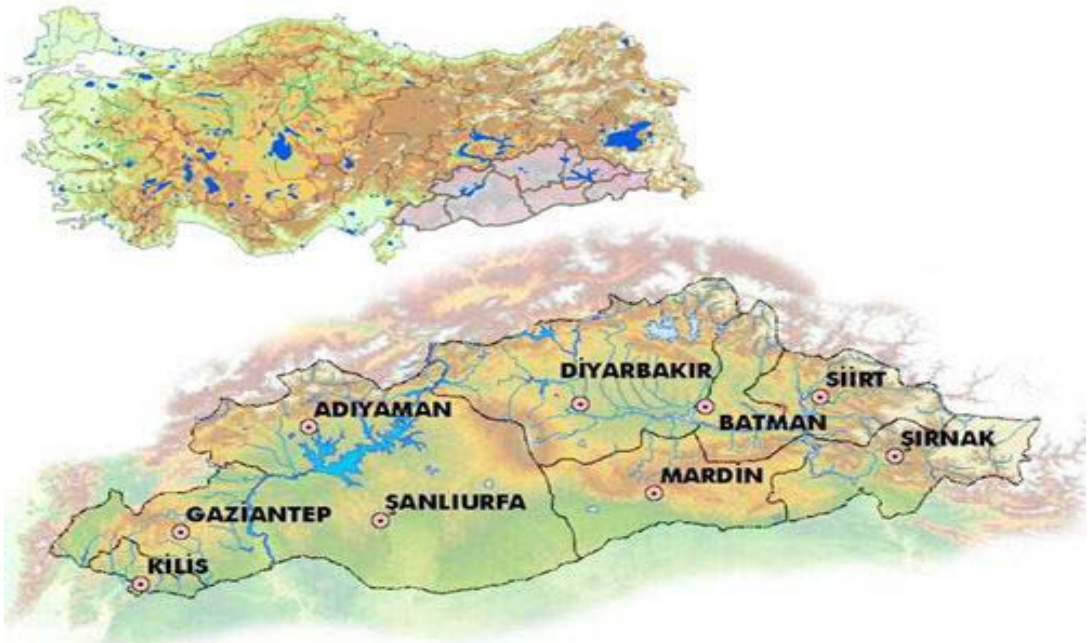 DİYARBAKIR
SİİRT
ADIYAMAN
BATMAN
ŞIRNAK
MARDİN
GAZİANTEP
ŞANLIURFA
KİLİS